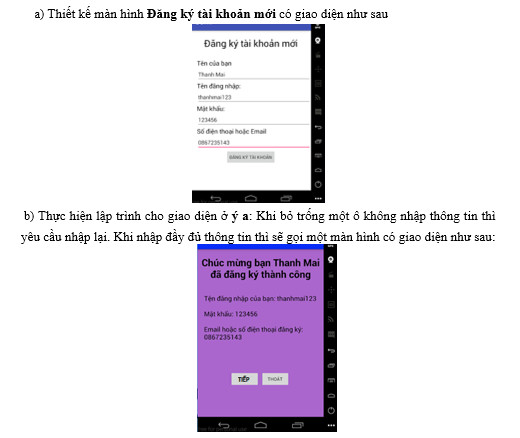 a) Thiết kế màn hình Đăng ký tài khoản mới có giao diện như sau
Đăng ký tài khoản mới
Tên của bạn
Thanh Mai
Tên đăng nhập:
thanhmai123
Mật khẩu:
123456
Số điện thoại hoặc Email
0867235143
ĐĂNG KÝ TÀI KHOẢN
b) Thực hiện lập trình cho giao diện ở ý a: Khi bỏ trống một ô không nhập thông tin thì
yêu cầu nhập lại. Khi nhập đầy đủ thông tin thì sẽ gọi một màn hình có giao diện như sau:
Chúc mừng bạn Thanh Mai
đã đăng ký thành công
Tên đăng nhập của bạn: thanhmai123
Mật khẩu: 123456
Email hoặc số điện thoại đăng ký:
0867235143
TIẾP THOÁT